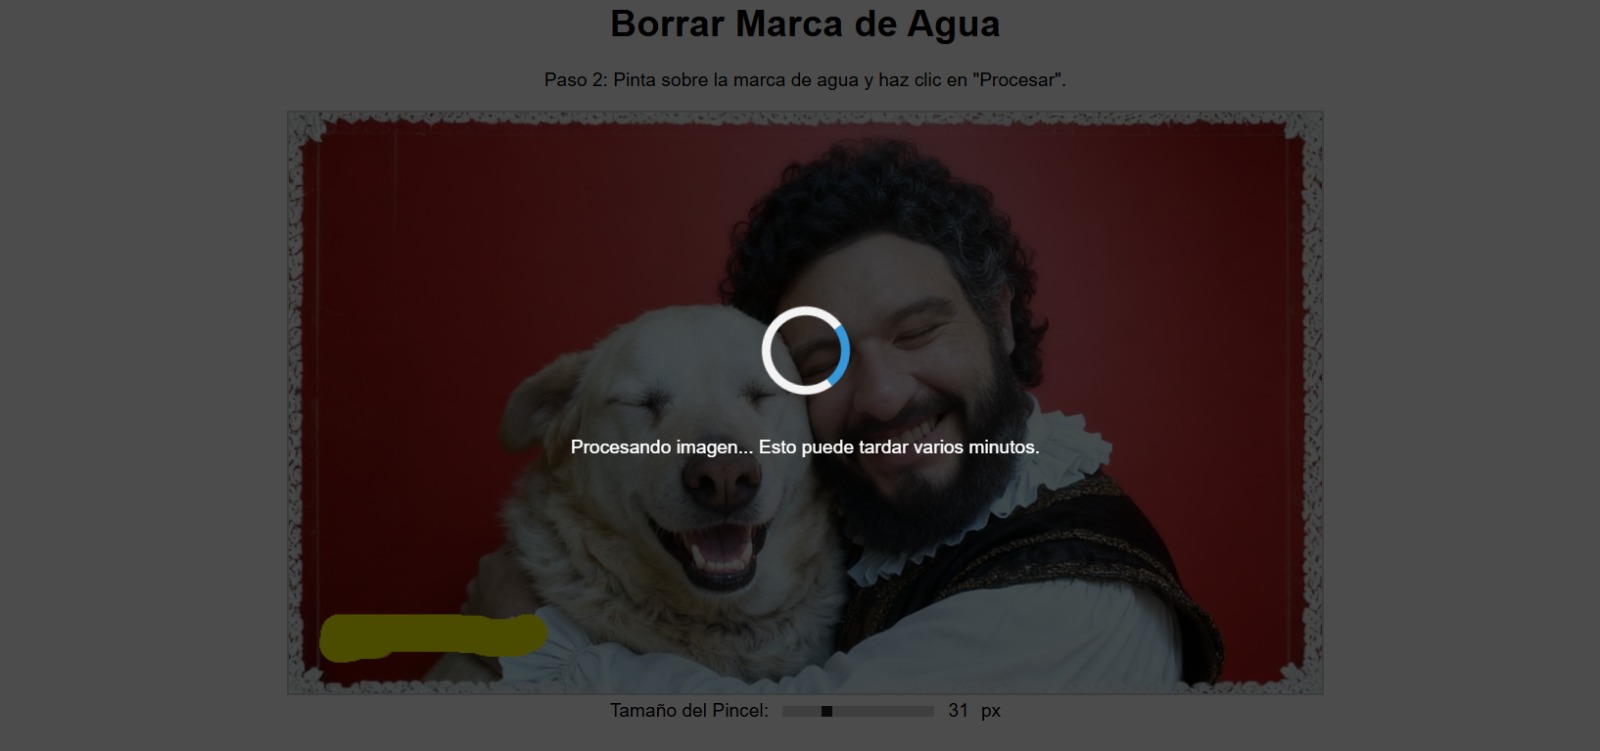 Borrar Marca de Agua
Paso 2: Pinta sobre la marca de agua y haz clic en "Procesar".
Procesando imagen... Esto puede tardar varios minutos.
Tamaño del Pincel: 31 px